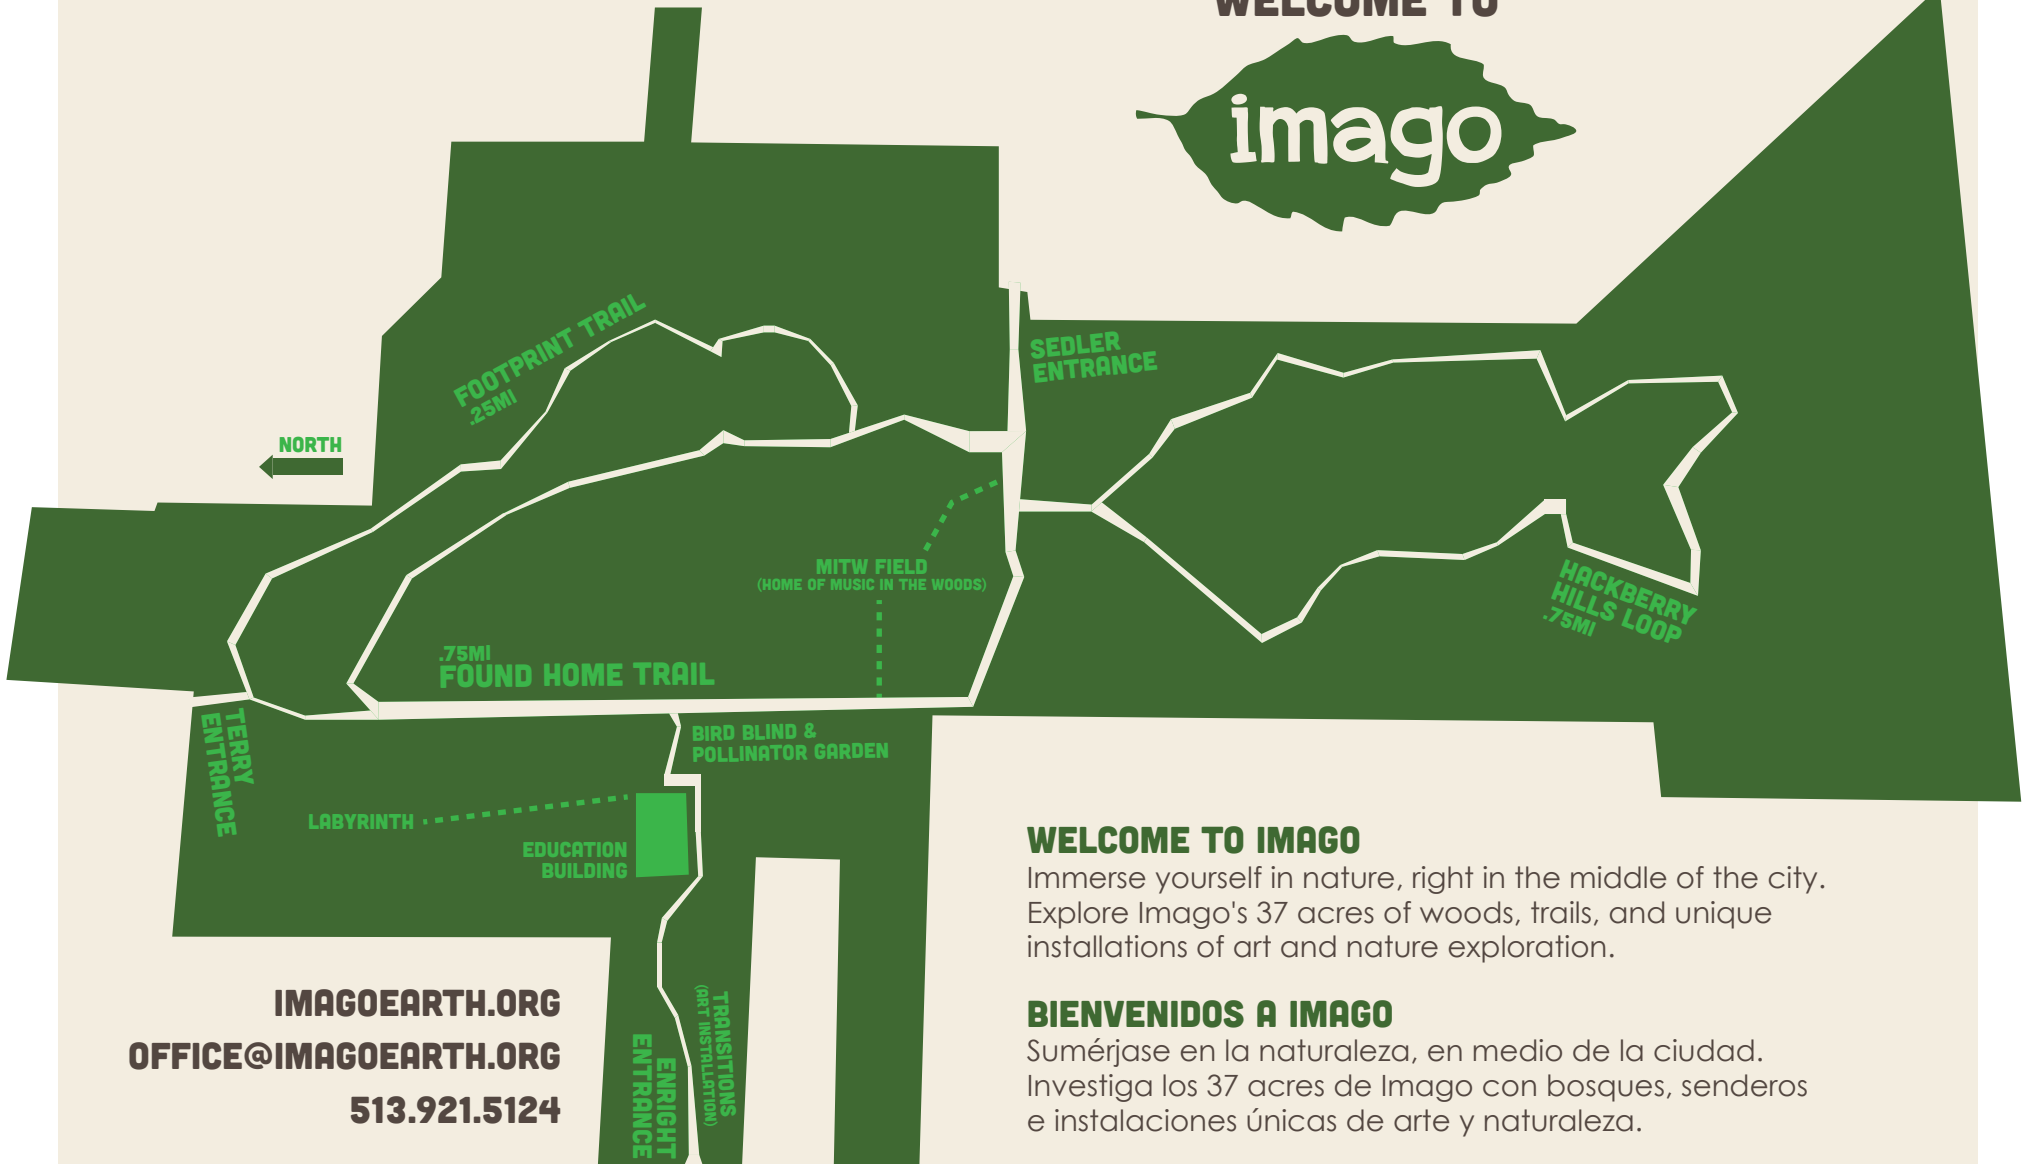 WELCOME TO
imago
FOOTPRINT TRAIL
.25MI
SEDLER
ENTRANCE
NORTH
MITW FIELD
(HOME OF MUSIC IN THE WOODS)
HACKBERRY
HILLS LOOP
.75MI
.75MI
FOUND HOME TRAIL
TERRY
ENTRANCE
BIRD BLIND &
POLLINATOR GARDEN
LABYRINTH
EDUCATION
BUILDING
TRANSITIONS
(ART INSTALLATION)
ENRIGHT
ENTRANCE
IMAGOEARTH.ORG
OFFICE@IMAGOEARTH.ORG
513.921.5124
WELCOME TO IMAGO
Immerse yourself in nature, right in the middle of the city.
Explore Imago's 37 acres of woods, trails, and unique
installations of art and nature exploration.
BIENVENIDOS A IMAGO
Sumérjase en la naturaleza, en medio de la ciudad.
Investiga los 37 acres de Imago con bosques, senderos
e instalaciones únicas de arte y naturaleza.